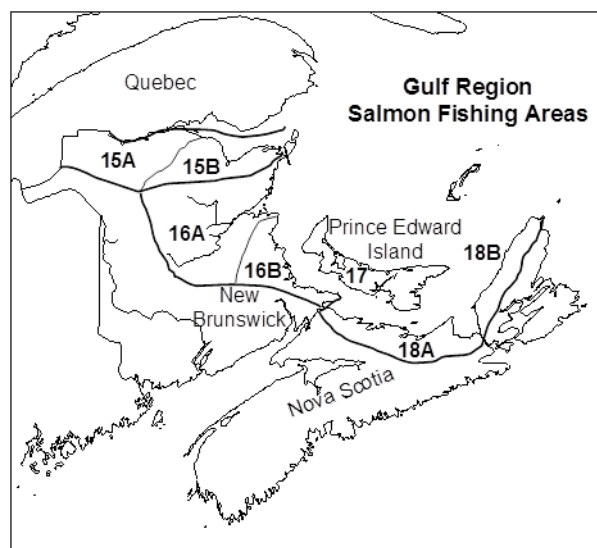 Quebec
Gulf Region
Salmon Fishing Areas
15A
15B
16A
Prince Edward
Island
18B
17
16B
New
Brunswick
18A
Nova Scotia